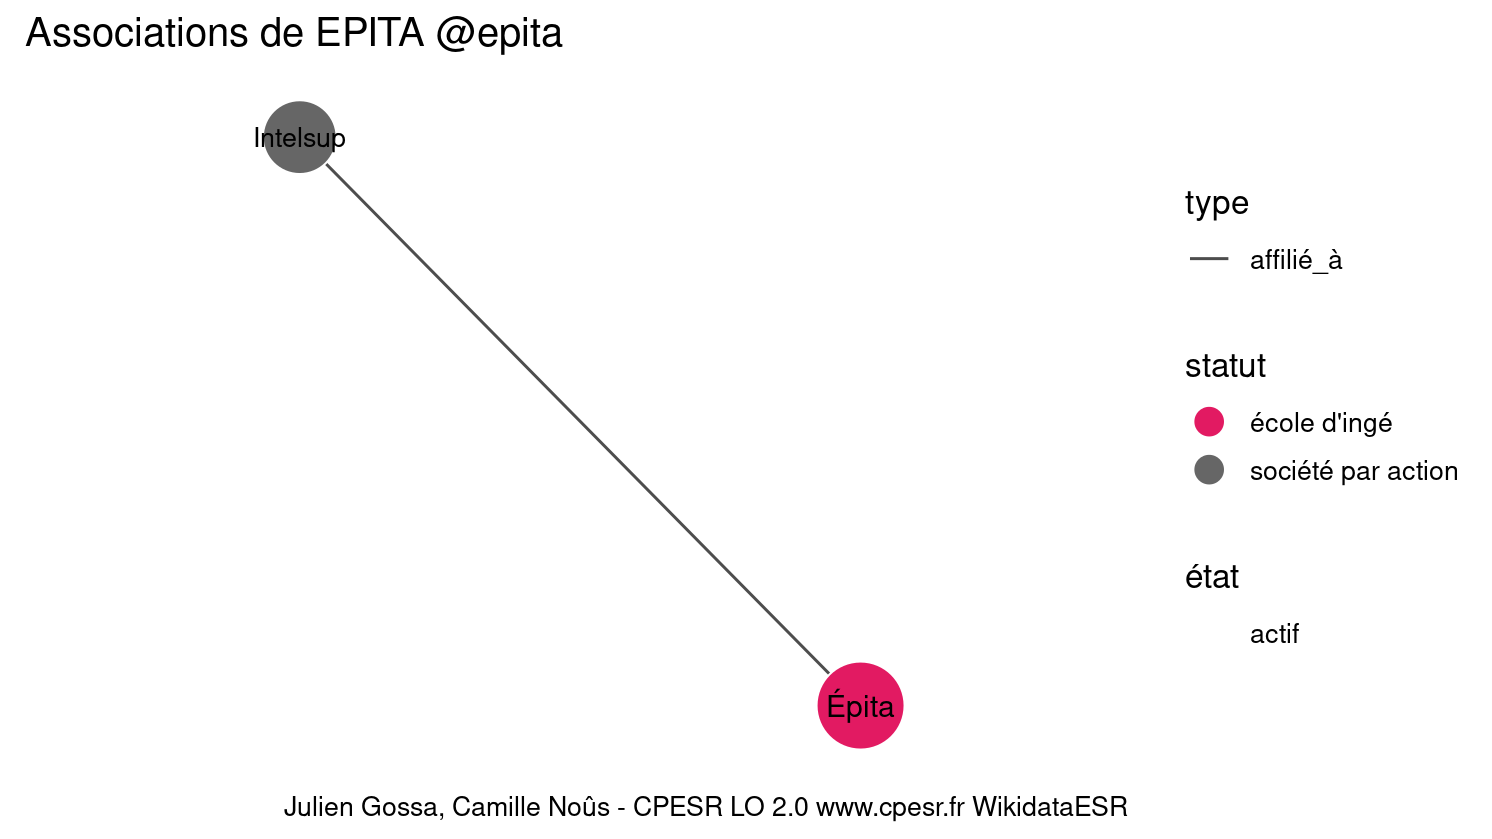 Associations de EPITA @epita
Intelsup
type
affilié_à
statut
école d'ingé
société par action
état
actif
Épita
Julien Gossa, Camille Noûs - CPESR LO 2.0 www.cpesr.fr WikidataESR